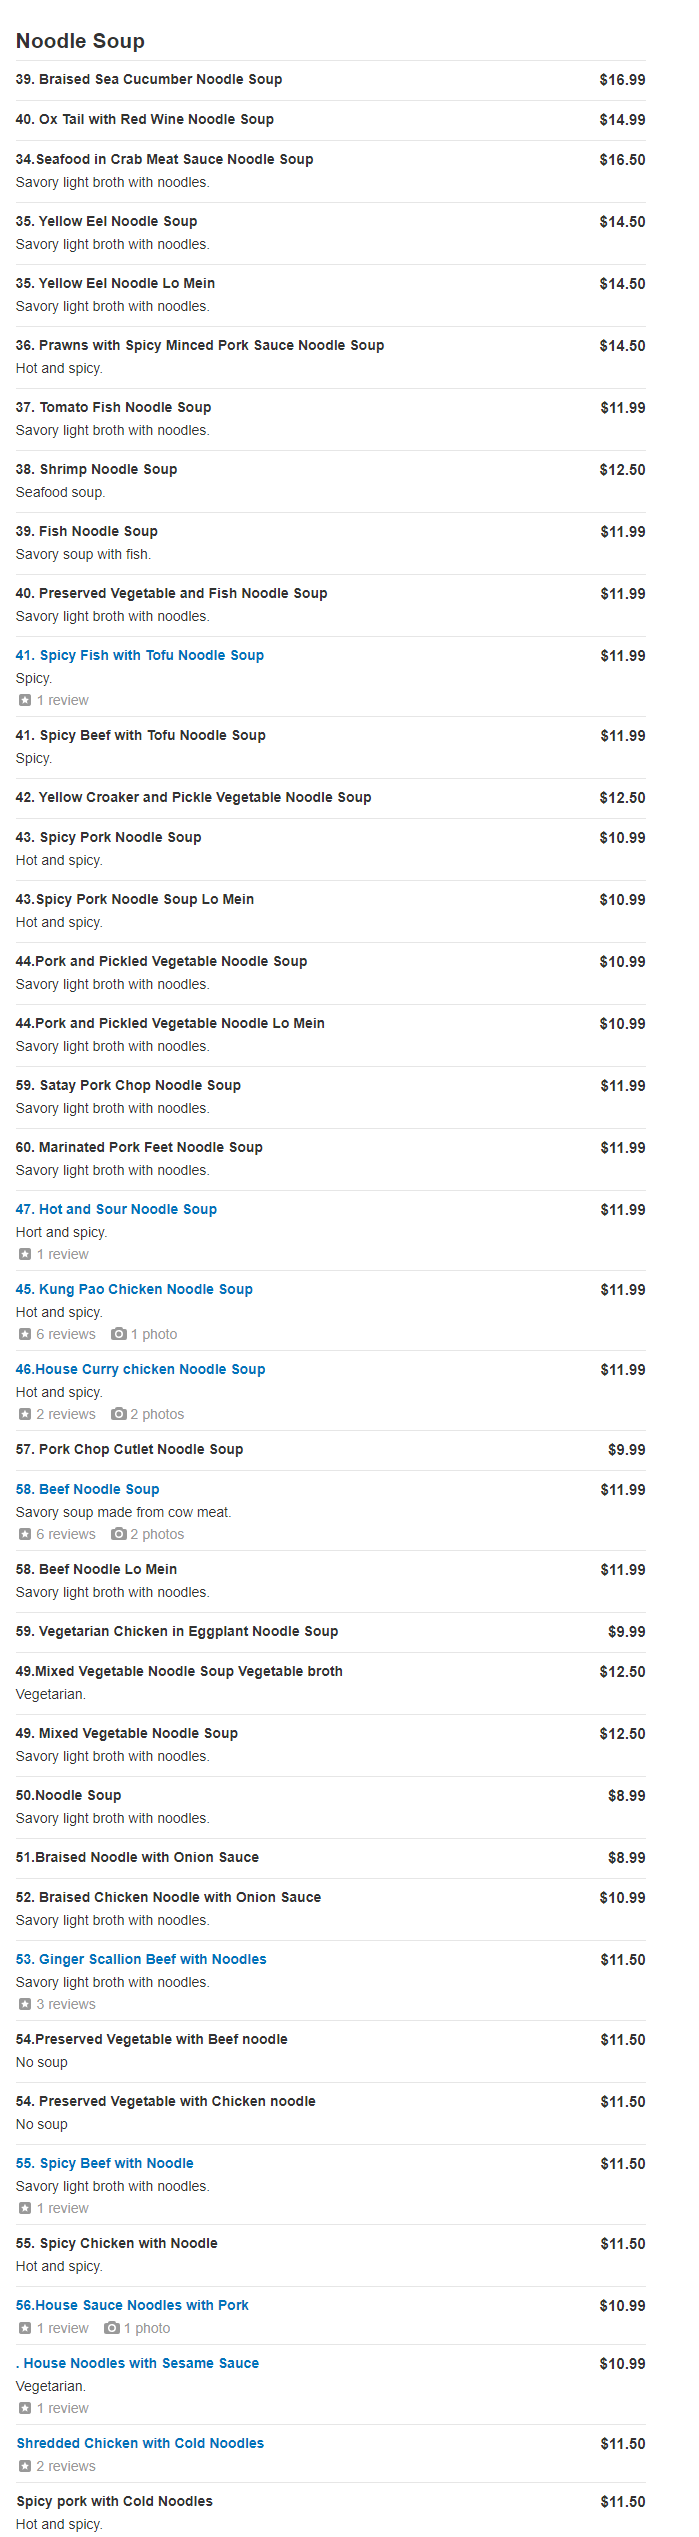 Noodle Soup
39. Braised Sea Cucumber Noodle Soup $16.99
40. Ox Tail with Red Wine Noodle Soup $14.99
34.Seafood in Crab Meat Sauce Noodle Soup $16.50
Savory light broth with noodles.
35. Yellow Eel Noodle Soup $14.50
Savory light broth with noodles.
35. Yellow Eel Noodle Lo Mein $14.50
Savory light broth with noodles.
36. Prawns with Spicy Minced Pork Sauce Noodle Soup $14.50
Hot and spicy.
37. Tomato Fish Noodle Soup $11.99
Savory light broth with noodles.
38. Shrimp Noodle Soup $12.50
Seafood soup.
39. Fish Noodle Soup $11.99
Savory soup with fish.
40. Preserved Vegetable and Fish Noodle Soup $11.99
Savory light broth with noodles.
41. Spicy Fish with Tofu Noodle Soup $11.99
Spicy.
1 review
41. Spicy Beef with Tofu Noodle Soup $11.99
Spicy.
42. Yellow Croaker and Pickle Vegetable Noodle Soup $12.50
43. Spicy Pork Noodle Soup $10.99
Hot and spicy.
43.Spicy Pork Noodle Soup Lo Mein $10.99
Hot and spicy.
44.Pork and Pickled Vegetable Noodle Soup $10.99
Savory light broth with noodles.
44.Pork and Pickled Vegetable Noodle Lo Mein $10.99
Savory light broth with noodles.
59. Satay Pork Chop Noodle Soup $11.99
Savory light broth with noodles.
60. Marinated Pork Feet Noodle Soup $11.99
Savory light broth with noodles.
47. Hot and Sour Noodle Soup $11.99
Hort and spicy.
1 review
45. Kung Pao Chicken Noodle Soup $11.99
Hot and spicy.
6 reviews 1 photo
46.House Curry chicken Noodle Soup $11.99
Hot and spicy.
2 reviews 2 photos
57. Pork Chop Cutlet Noodle Soup $9.99
58. Beef Noodle Soup $11.99
Savory soup made from cow meat.
6 reviews 2 photos
58. Beef Noodle Lo Mein $11.99
Savory light broth with noodles.
59. Vegetarian Chicken in Eggplant Noodle Soup $9.99
49.Mixed Vegetable Noodle Soup Vegetable broth $12.50
Vegetarian.
49. Mixed Vegetable Noodle Soup $12.50
Savory light broth with noodles.
50.Noodle Soup $8.99
Savory light broth with noodles.
51.Braised Noodle with Onion Sauce $8.99
52. Braised Chicken Noodle with Onion Sauce $10.99
Savory light broth with noodles.
53. Ginger Scallion Beef with Noodles $11.50
Savory light broth with noodles.
3 reviews
54.Preserved Vegetable with Beef noodle $11.50
No soup
54. Preserved Vegetable with Chicken noodle $11.50
No soup
55. Spicy Beef with Noodle $11.50
Savory light broth with noodles.
1 review
55. Spicy Chicken with Noodle $11.50
Hot and spicy.
56.House Sauce Noodles with Pork $10.99
1 review 1 photo
. House Noodles with Sesame Sauce $10.99
Vegetarian.
1 review
Shredded Chicken with Cold Noodles $11.50
2 reviews
Spicy pork with Cold Noodles $11.50
Hot and spicy.